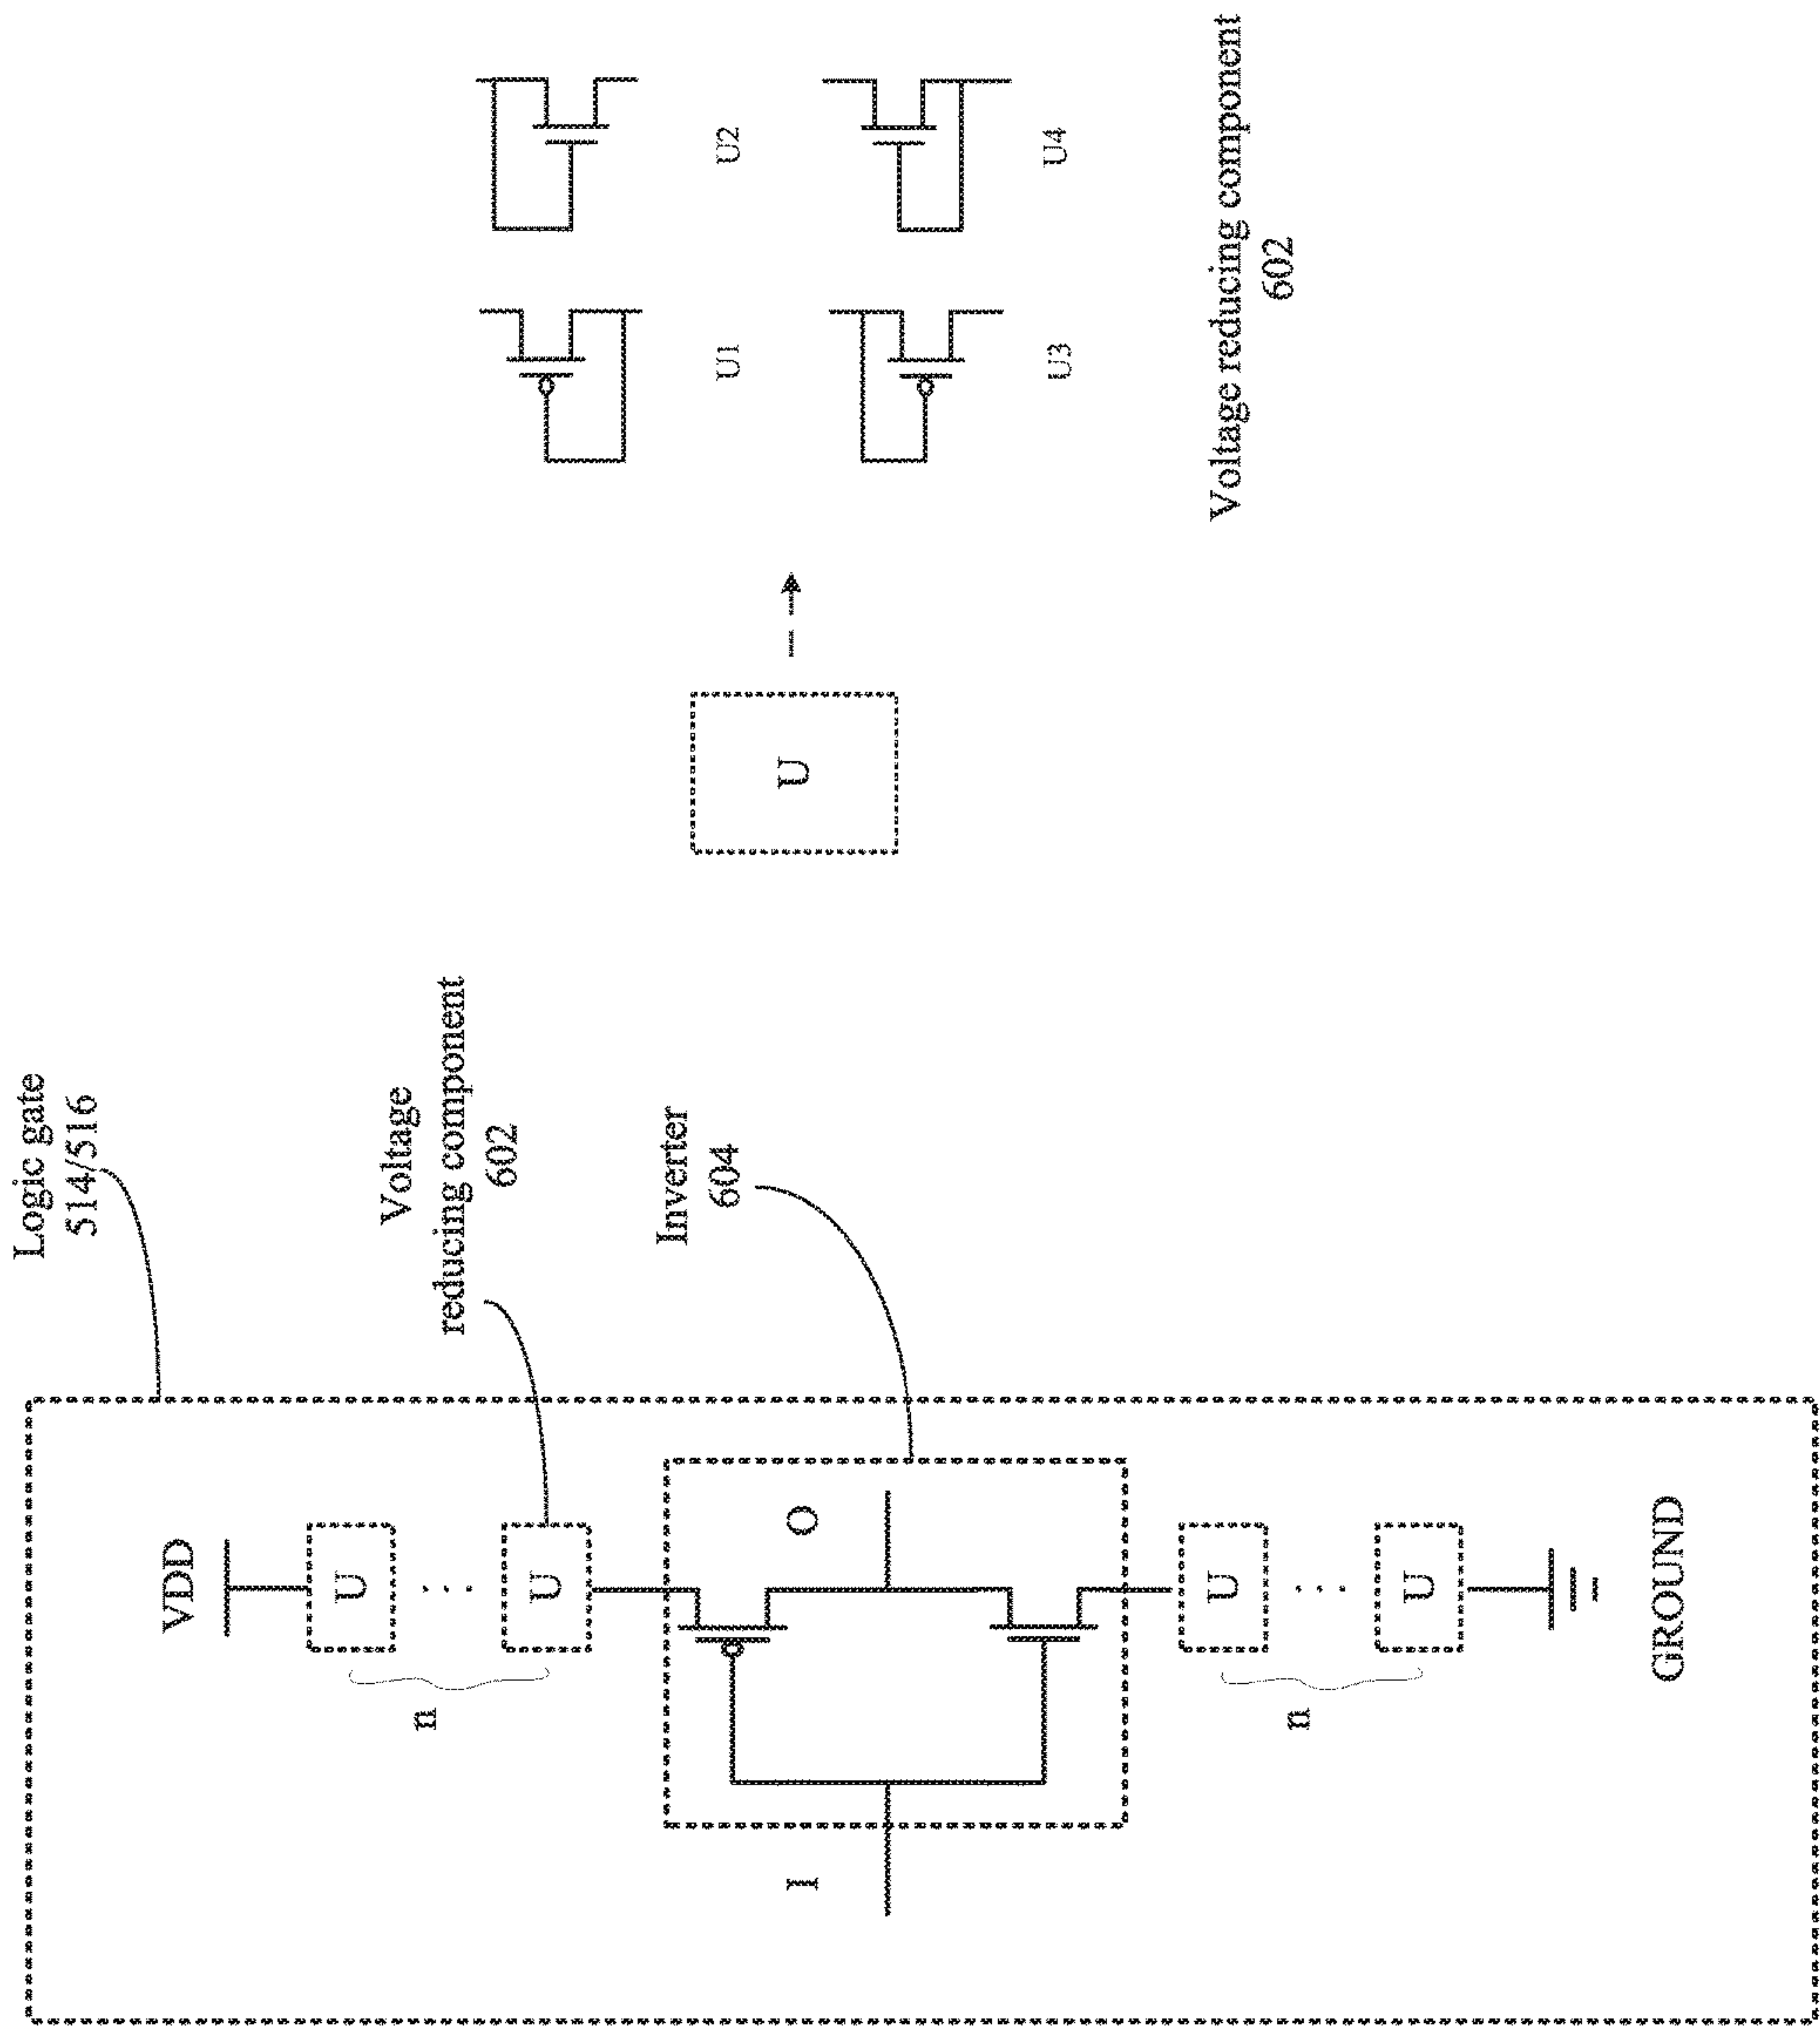 Logic gate
514/516
VDD
Voltage
reducing component
602
U
U
n
Inverter
604
I
O
U
U
n
GROUND
U
U1
U2
U3
U4
Voltage reducing component
602